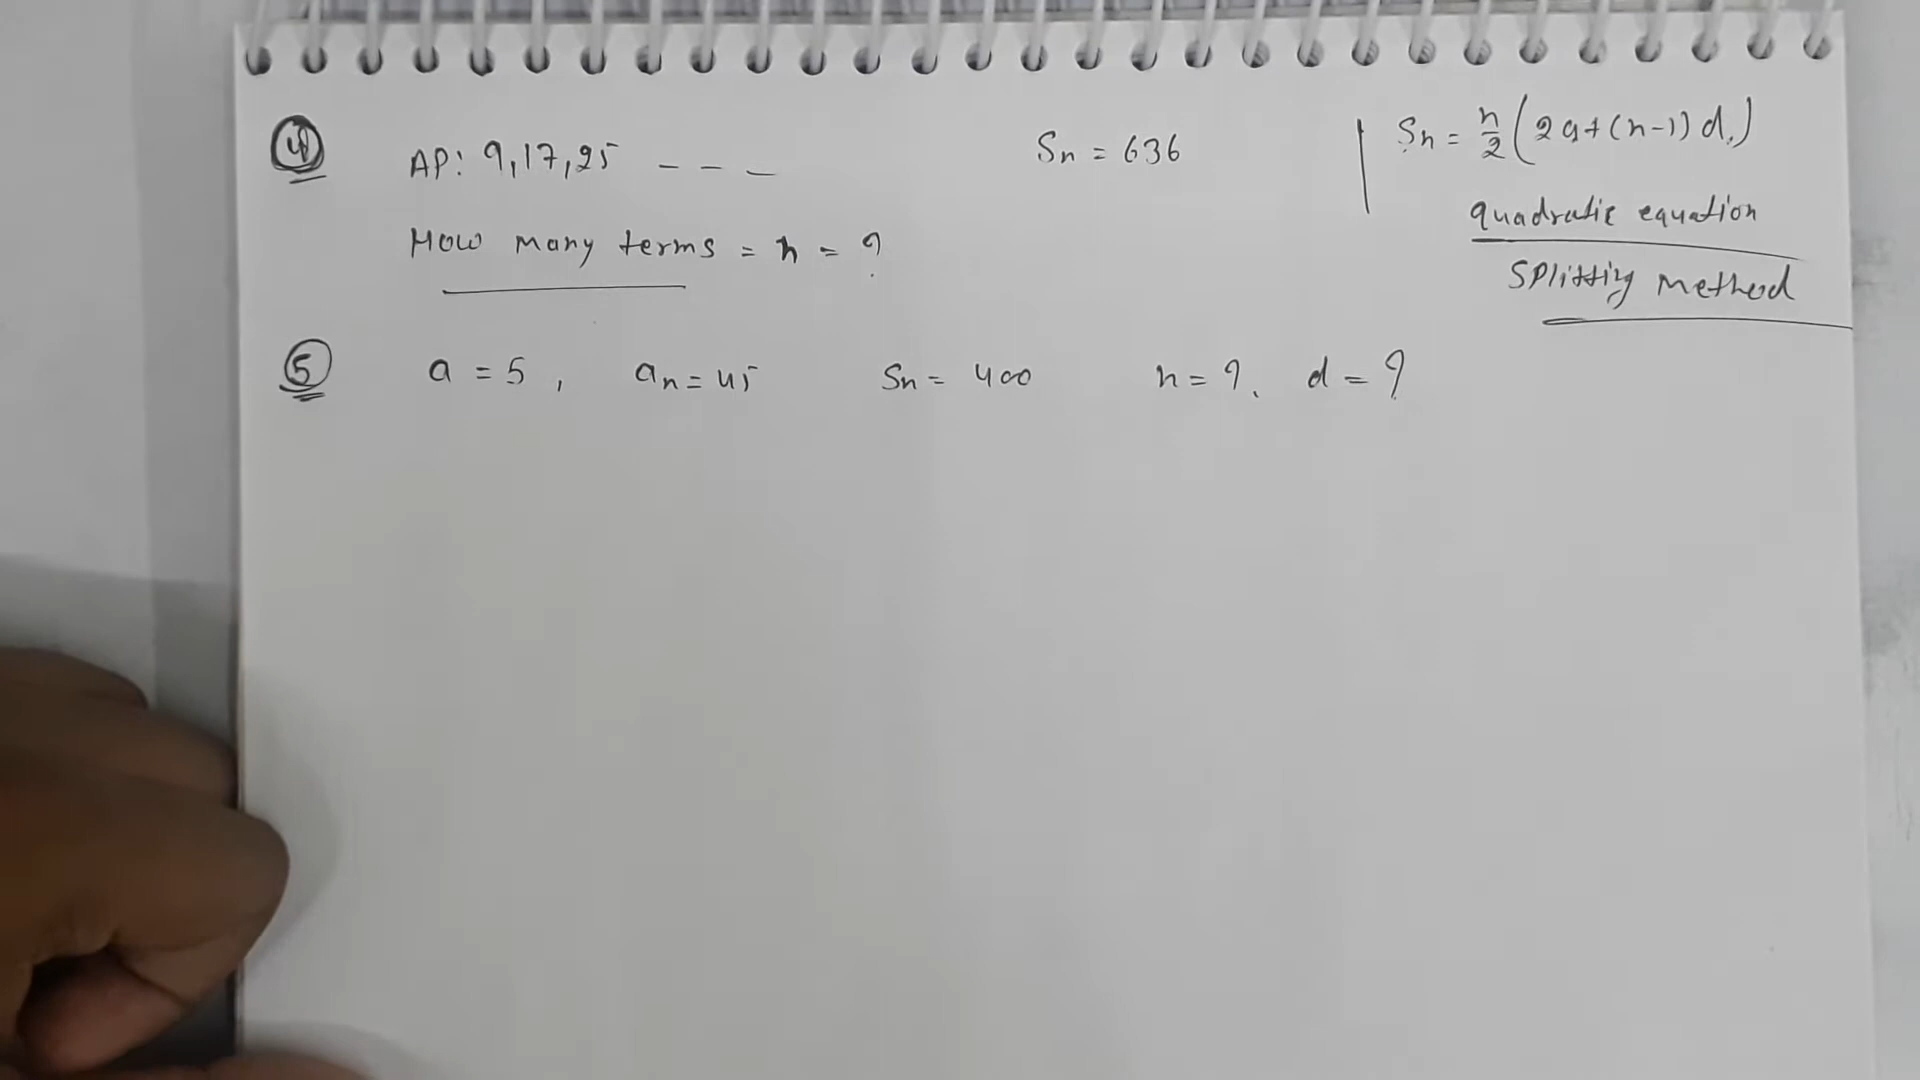 4 AP: 9,17,25 _ _ _ Sn = 636
How many terms = n = ?
Sn = n/2 (2a+(n-1)d.)
quadratic equation
Splitting method
5 a = 5 , an = 45 Sn = 400 n = ?. d = ?